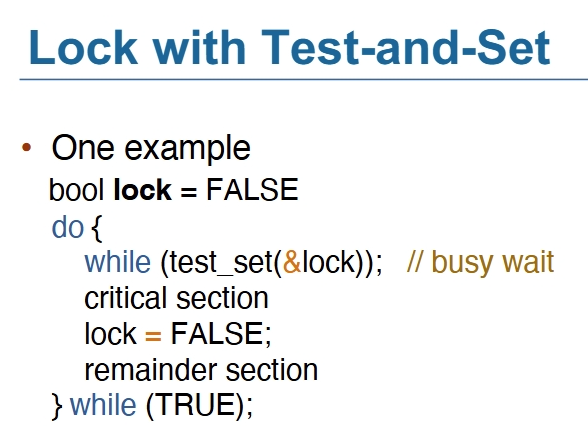 Lock with Test-and-Set
• One example
bool lock = FALSE
do {
while (test_set(&lock)); // busy wait
critical section
lock = FALSE;
remainder section
} while (TRUE);